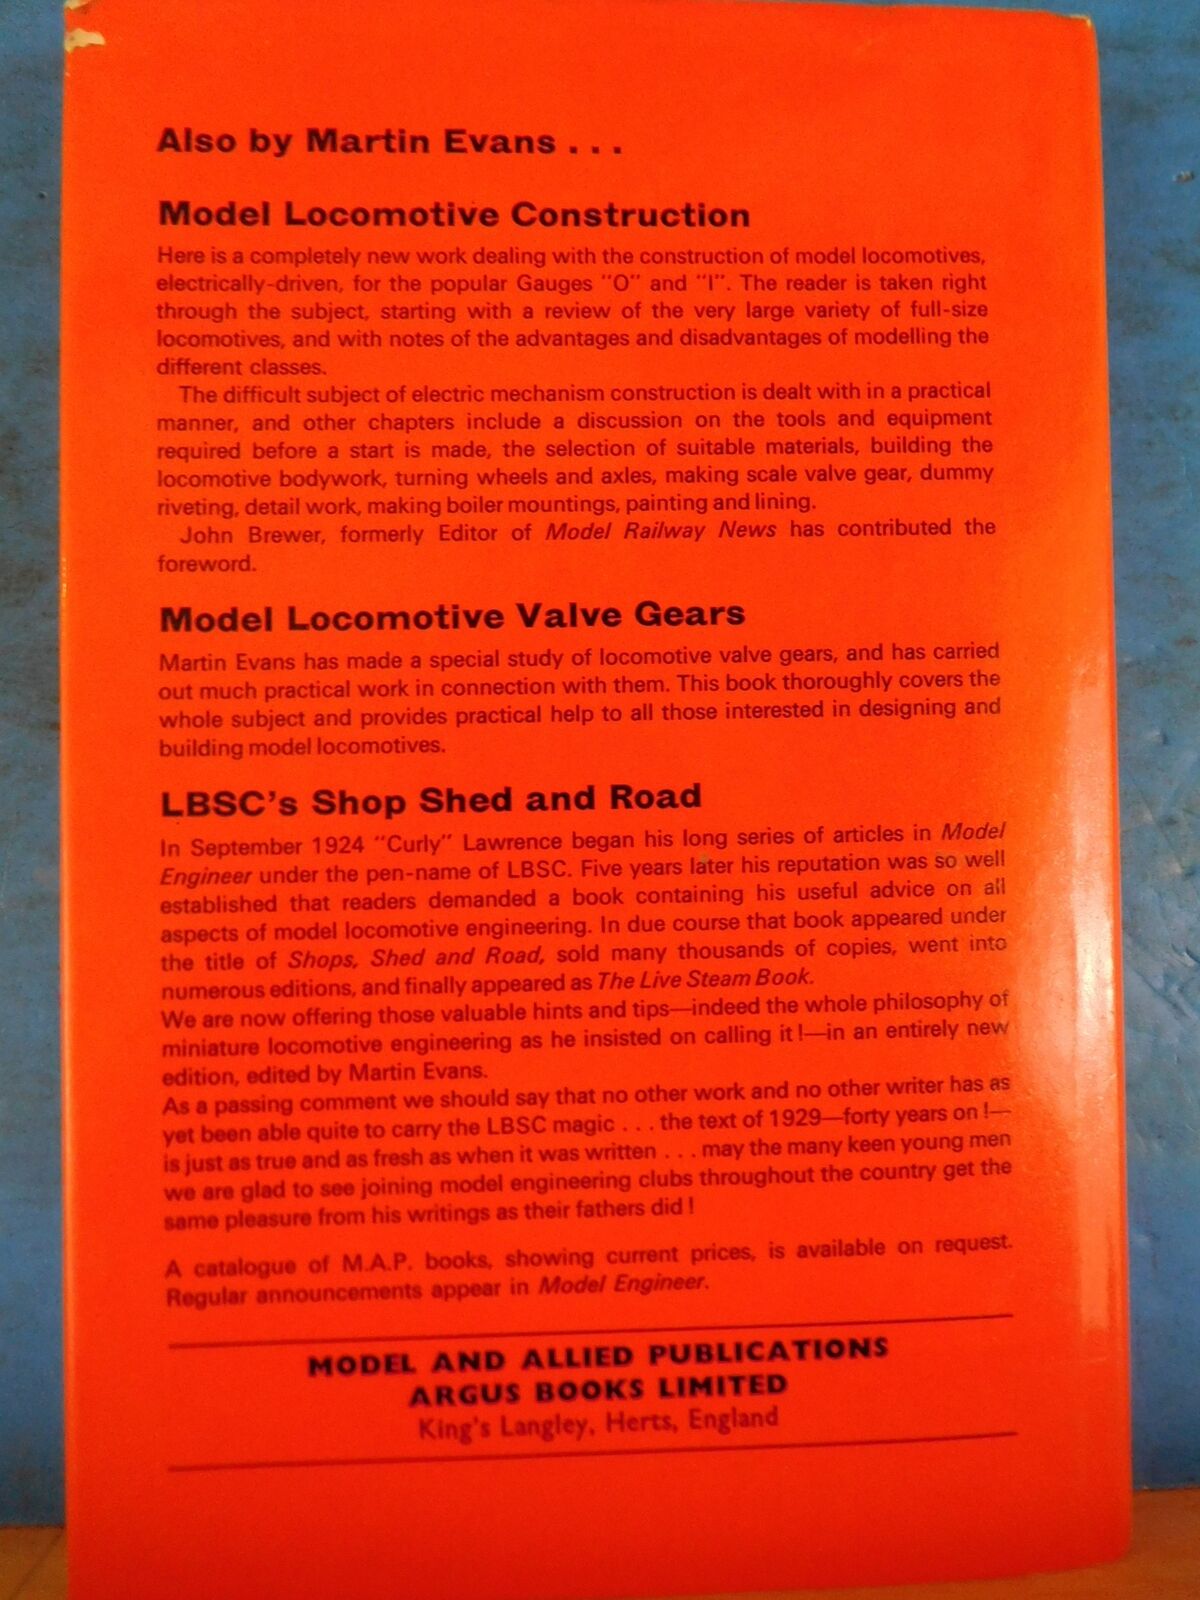 Also by Martin Evans . . .
Model Locomotive Construction
Here is a completely new work dealing with the construction of model locomotives,
electrically-driven, for the popular Gauges "O" and "I". The reader is taken right
through the subject, starting with a review of the very large variety of full-size
locomotives, and with notes of the advantages and disadvantages of modelling the
different classes.
The difficult subject of electric mechanism construction is dealt with in a practical
manner, and other chapters include a discussion on the tools and equipment
required before a start is made, the selection of suitable materials, building the
locomotive bodywork, turning wheels and axles, making scale valve gear, dummy
riveting, detail work, making boiler mountings, painting and lining.
John Brewer, formerly Editor of Model Railway News has contributed the
foreword.
Model Locomotive Valve Gears
Martin Evans has made a special study of locomotive valve gears, and has carried
out much practical work in connection with them. This book thoroughly covers the
whole subject and provides practical help to all those interested in designing and
building model locomotives.
LBSC's Shop Shed and Road
In September 1924 "Curly" Lawrence began his long series of articles in Model
Engineer under the pen-name of LBSC. Five years later his reputation was so well
established that readers demanded a book containing his useful advice on all
aspects of model locomotive engineering. In due course that book appeared under
the title of Shops, Shed and Road, sold many thousands of copies, went into
numerous editions, and finally appeared as The Live Steam Book.
We are now offering those valuable hints and tips—indeed the whole philosophy of
miniature locomotive engineering as he insisted on calling it!—in an entirely new
edition, edited by Martin Evans.
As a passing comment we should say that no other work and no other writer has as
yet been able quite to carry the LBSC magic . . . the text of 1929—forty years on!—
is just as true and as fresh as when it was written . . . may the many keen young men
we are glad to see joining model engineering clubs throughout the country get the
same pleasure from his writings as their fathers did!
A catalogue of M.A.P. books, showing current prices, is available on request.
Regular announcements appear in Model Engineer.
MODEL AND ALLIED PUBLICATIONS
ARGUS BOOKS LIMITED
King's Langley, Herts, England